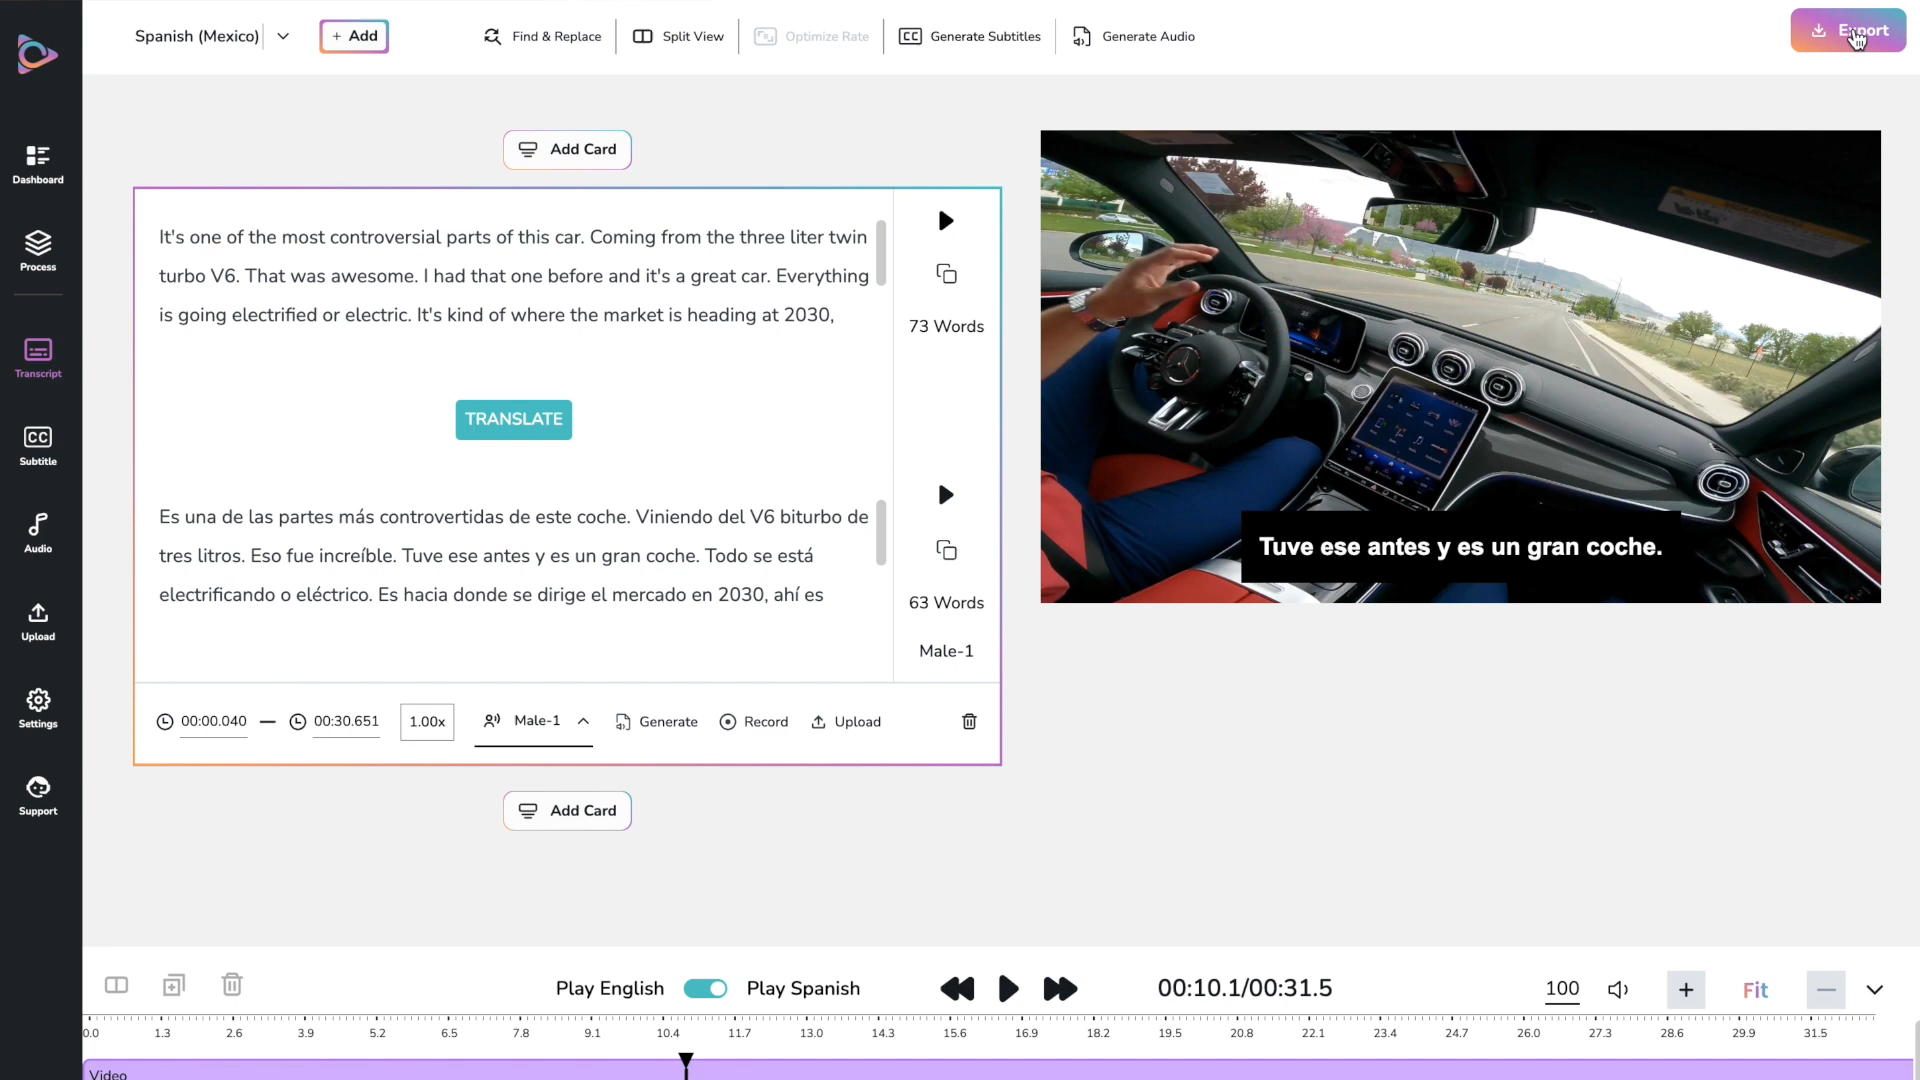 Spanish (Mexico)
+ Add
Find & Replace
Split View
Optimize Rate
CC Generate Subtitles
Generate Audio
Export
Dashboard
Process
Transcript
CC
Subtitle
Audio
Upload
Settings
Support
Add Card
It's one of the most controversial parts of this car. Coming from the three liter twin
turbo V6. That was awesome. I had that one before and it's a great car. Everything
is going electrified or electric. It's kind of where the market is heading at 2030,
73 Words
TRANSLATE
Es una de las partes más controvertidas de este coche. Viniendo del V6 biturbo de
tres litros. Eso fue increíble. Tuve ese antes y es un gran coche. Todo se está
electrificando o eléctrico. Es hacia donde se dirige el mercado en 2030, ahí es
63 Words
Male-1
00:00.040 — 00:30.651
1.00x
Male-1
Generate
Record
Upload
Add Card
Tuve ese antes y es un gran coche.
Play English
Play Spanish
00:10.1/00:31.5
100
+
Fit
—
0.0 1.3 2.6 3.9 5.2 6.5 7.8 9.1 10.4 11.7 13.0 14.3 15.6 16.9 18.2 19.5 20.8 22.1 23.4 24.7 26.0 27.3 28.6 29.9 31.5
Video